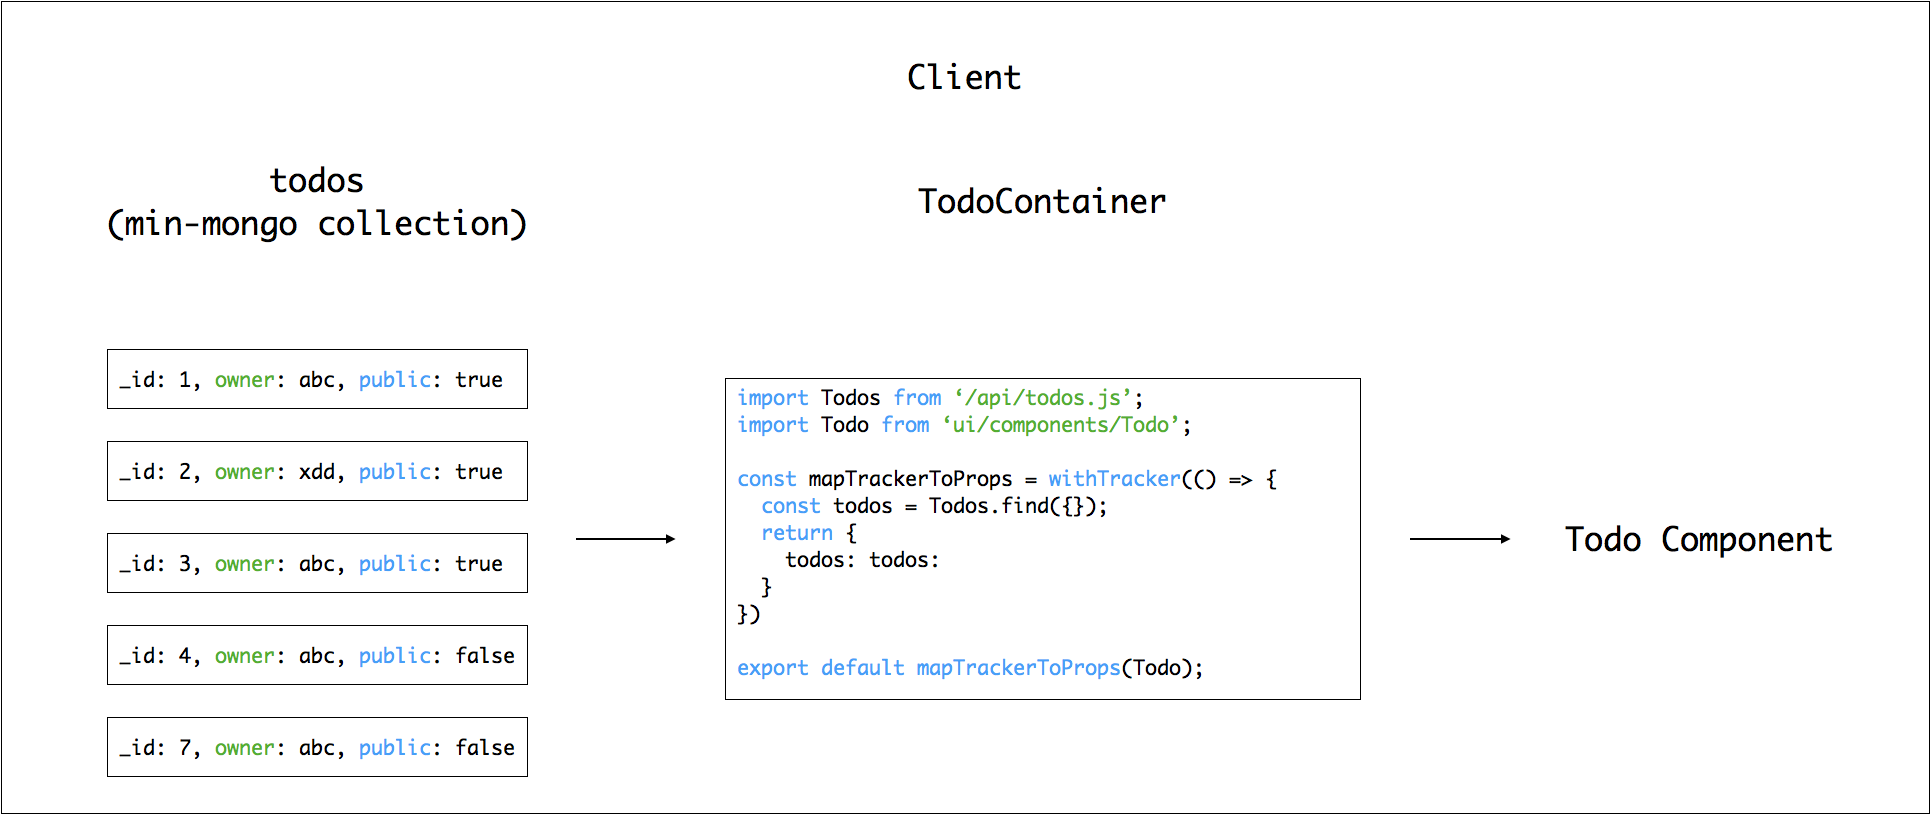 Client
todos
(min-mongo collection)
TodoContainer
_id: 1, owner: abc, public: true
_id: 2, owner: xdd, public: true
_id: 3, owner: abc, public: true
_id: 4, owner: abc, public: false
_id: 7, owner: abc, public: false
import Todos from ‘/api/todos.js’;
import Todo from ‘ui/components/Todo’;
const mapTrackerToProps = withTracker(() => {
  const todos = Todos.find({});
  return {
    todos: todos:
  }
})
export default mapTrackerToProps(Todo);
Todo Component